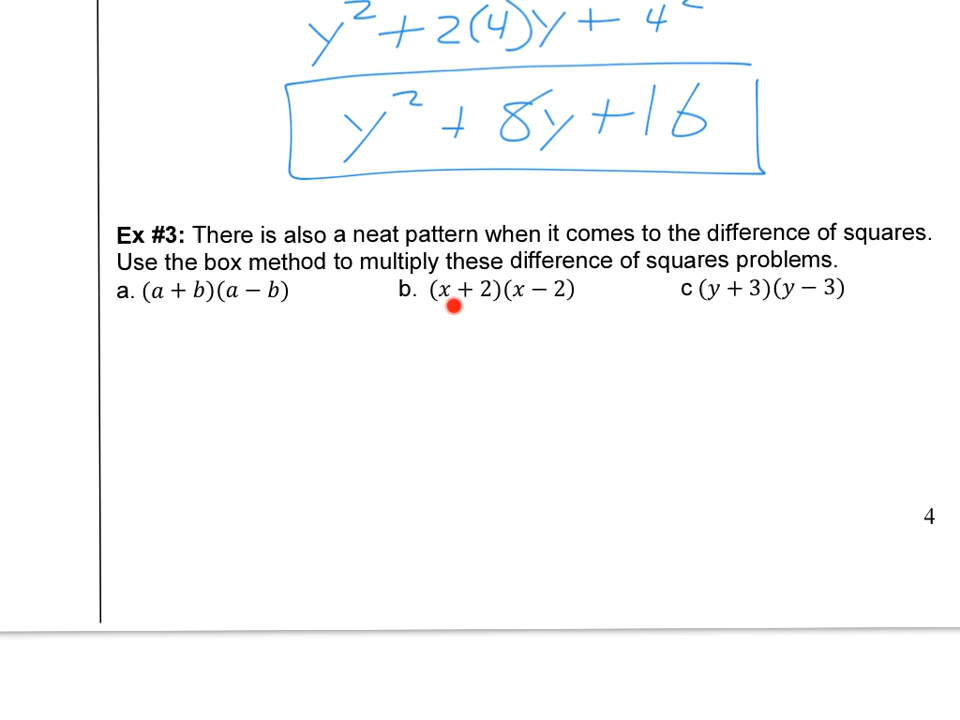 y² + 2(4)y + 4²
y² + 8y + 16
Ex #3: There is also a neat pattern when it comes to the difference of squares.
Use the box method to multiply these difference of squares problems.
a. (a + b)(a − b) b. (x + 2)(x − 2) c (y + 3)(y − 3)
4